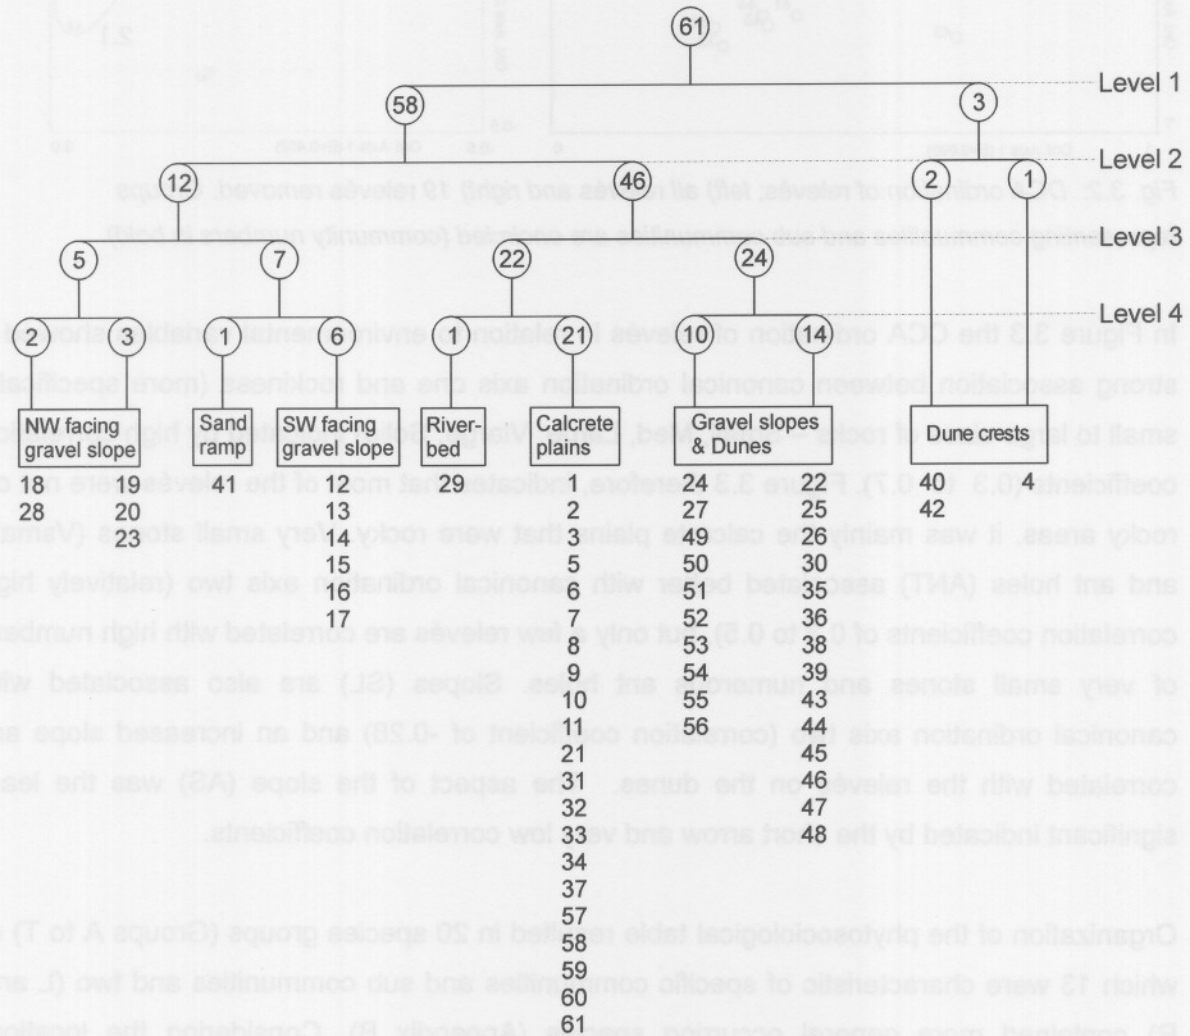 61
Level 1
58
3
Level 2
12
46
2
1
Level 3
5
7
22
24
Level 4
2
3
1
6
1
21
10
14
NW facing
gravel slope
Sand
ramp
SW facing
gravel slope
River-
bed
Calcrete
plains
Gravel slopes
& Dunes
Dunecrests
18 19 41 12 29 1 24 22 40 4
28 20 13 2 27 25 42
23 14 3 49 26
15 5 50 30
16 6 51 35
17 7 52 36
8 53 38
9 54 39
10 55 43
11 56 44
21 45
31 46
32 47
33 48
34
37
57
58
59
60
61